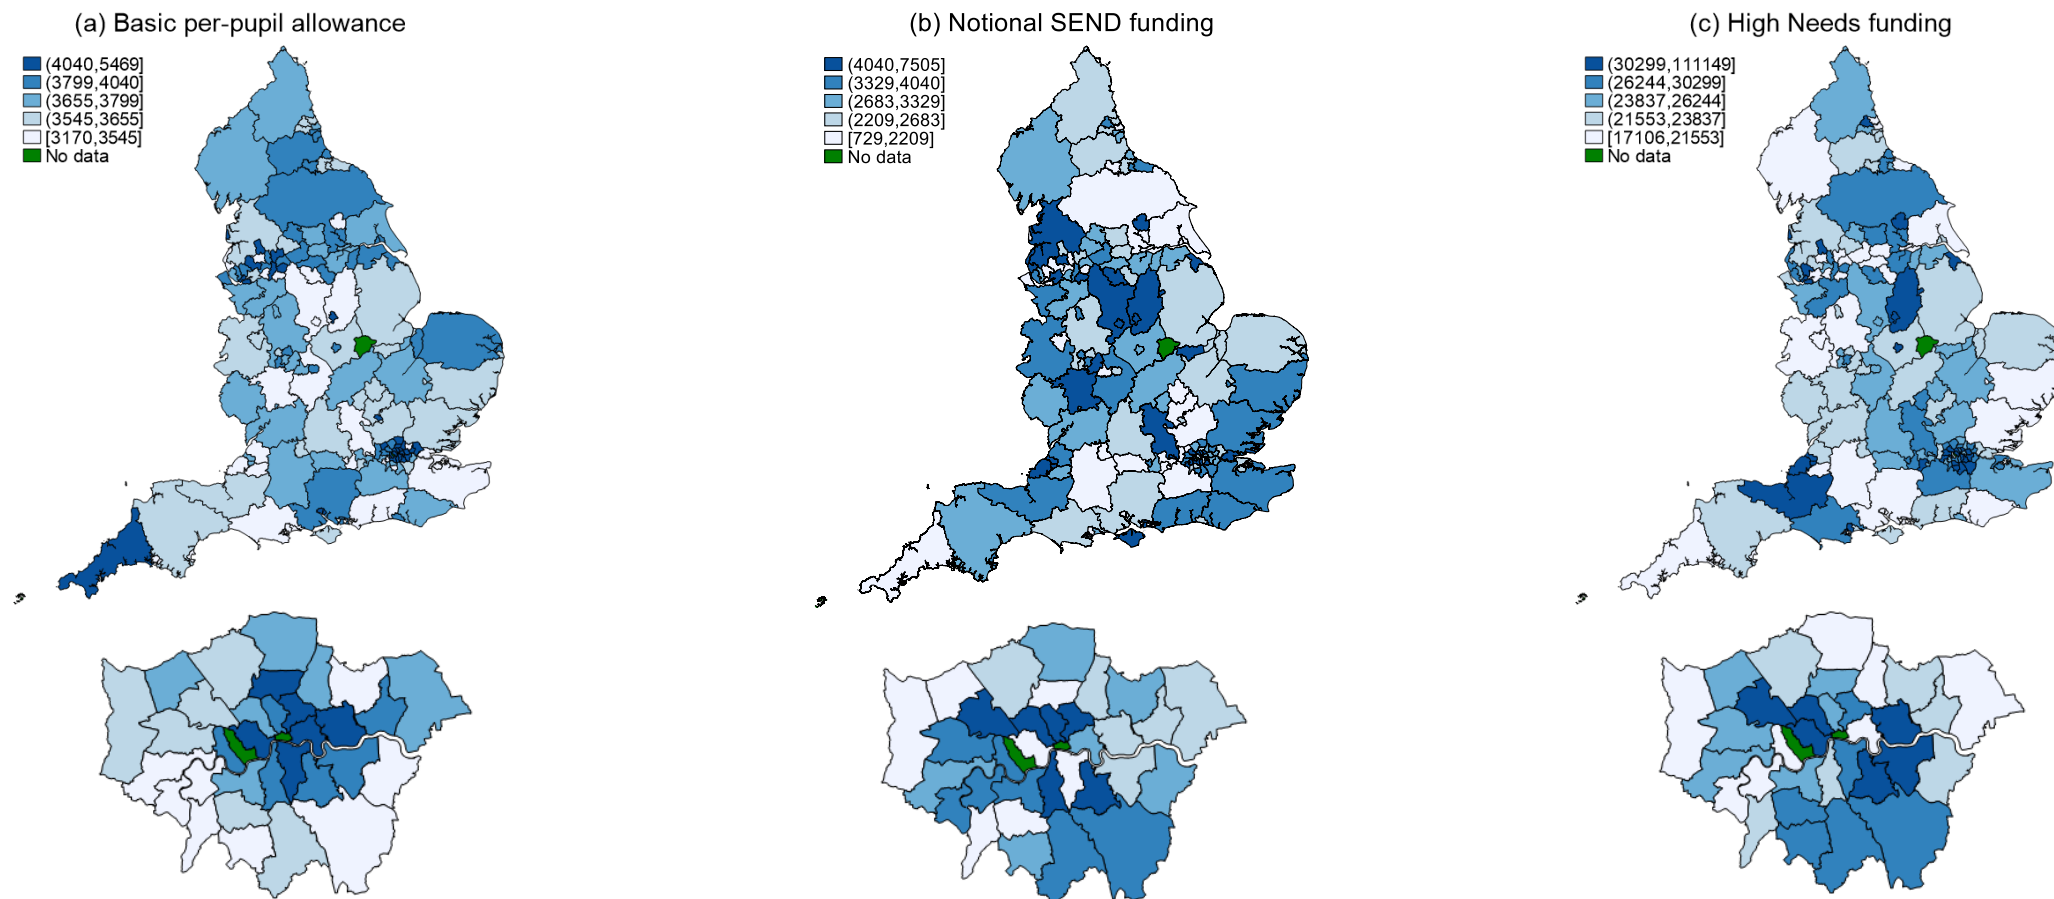 (a) Basic per-pupil allowance
(4040,5469]
(3799,4040]
(3655,3799]
(3545,3655]
[3170,3545]
No data
(b) Notional SEND funding
(4040,7505]
(3329,4040]
(2683,3329]
(2209,2683]
[729,2209]
No data
(c) High Needs funding
(30299,111149]
(26244,30299]
(23837,26244]
(21553,23837]
[17106,21553]
No data